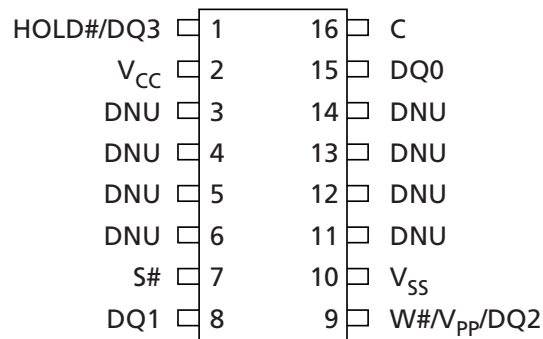 HOLD#/DQ3 1 16 C
VCC 2 15 DQ0
DNU 3 14 DNU
DNU 4 13 DNU
DNU 5 12 DNU
DNU 6 11 DNU
S# 7 10 VSS
DQ1 8 9 W#/VPP/DQ2